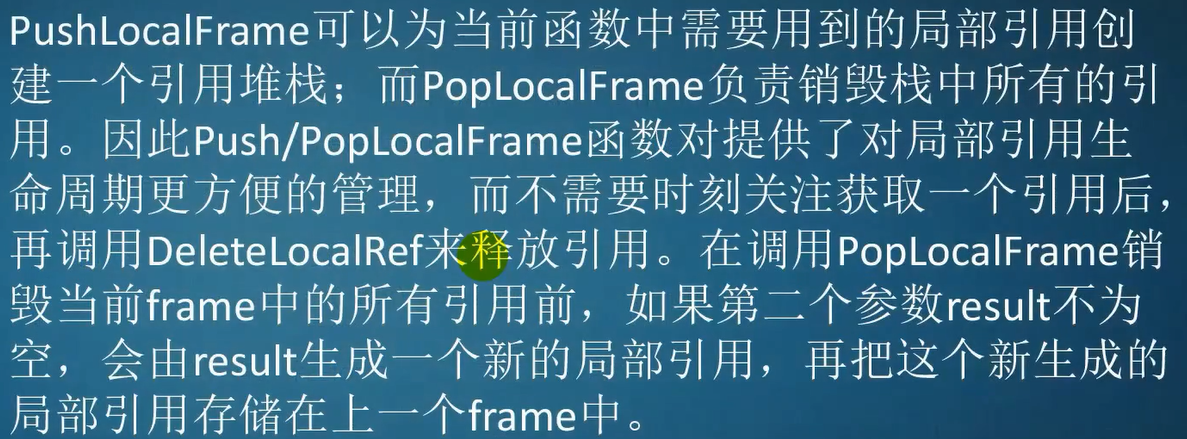 PushLocalFrame可以为当前函数中需要用到的局部引用创
建一个引用堆栈；而PopLocalFrame负责销毁栈中所有的引
用。因此Push/PopLocalFrame函数对提供了对局部引用生
命周期更方便的管理，而不需要时刻关注获取一个引用后，
再调用DeleteLocalRef来释放引用。在调用PopLocalFrame销
毁当前frame中的所有引用前，如果第二个参数result不为
空，会由result生成一个新的局部引用，再把这个新生成的
局部引用存储在上一个frame中。